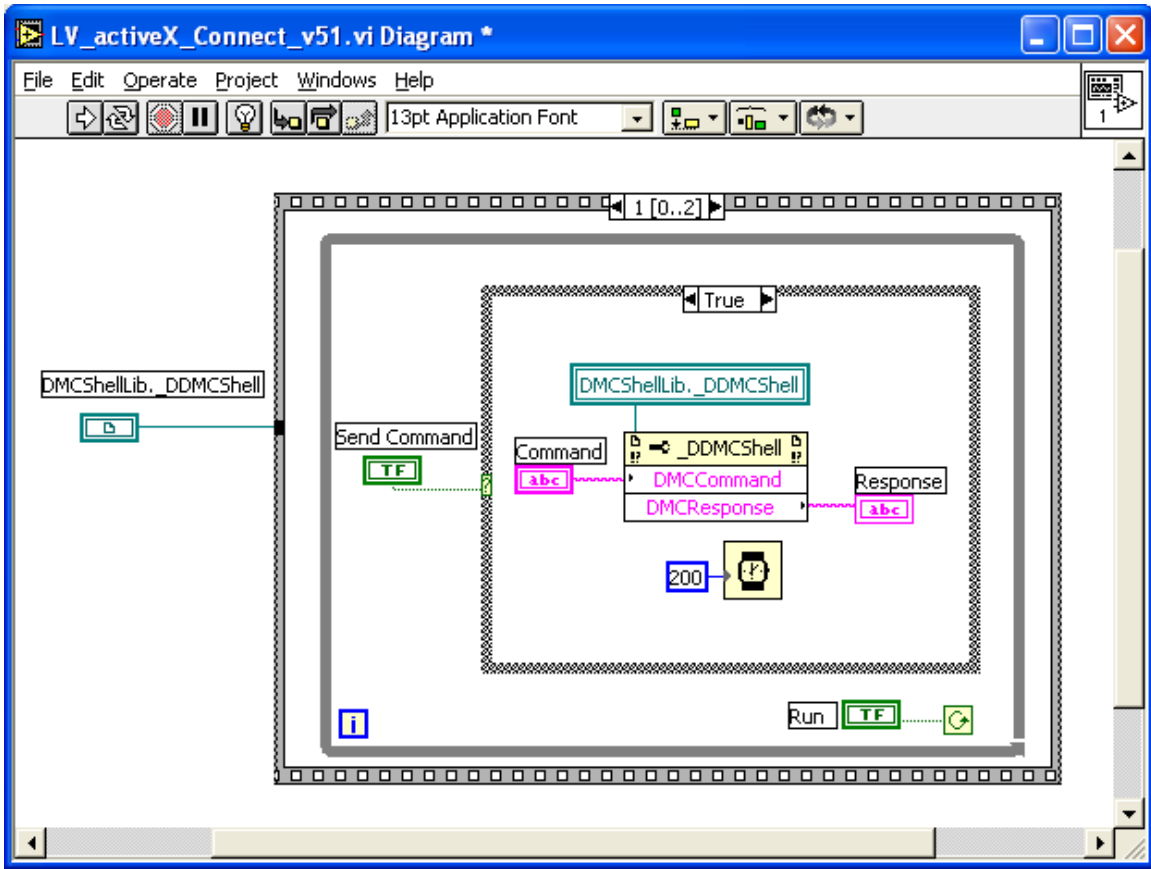 LV_activeX_Connect_v51.vi Diagram *
File Edit Operate Project Windows Help
13pt Application Font
1
1 [0..2]
True
DMCShellLib._DDMCShell
DMCShellLib._DDMCShell
Send Command
TF
?
Command
abc
_DDMCShell
DMCCommand
DMCResponse
Response
abc
200
i
Run
TF